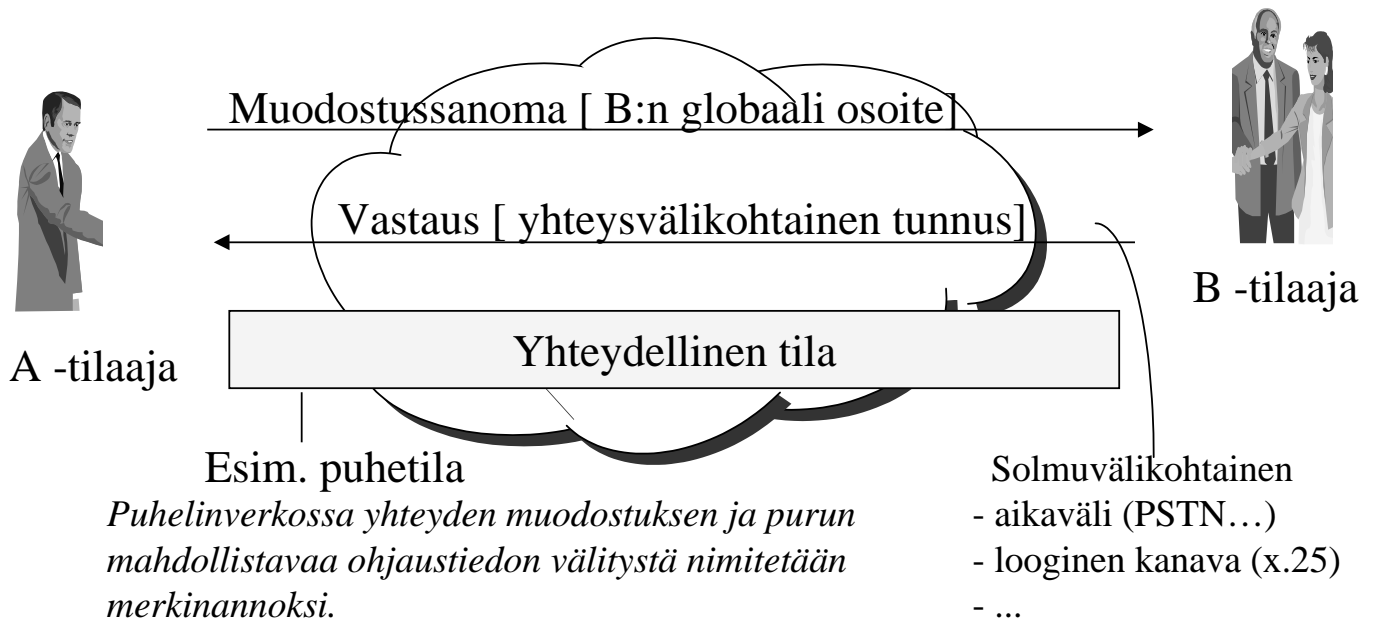 Muodostussanoma [ B:n globaali osoite]
Vastaus [ yhteysvälikohtainen tunnus]
B -tilaaja
Yhteydellinen tila
A -tilaaja
Esim. puhetila
Puhelinverkossa yhteyden muodostuksen ja purun
mahdollistavaa ohjaustiedon välitystä nimitetään
merkinannoksi.
Solmuvälikohtainen
- aikaväli (PSTN…)
- looginen kanava (x.25)
- ...